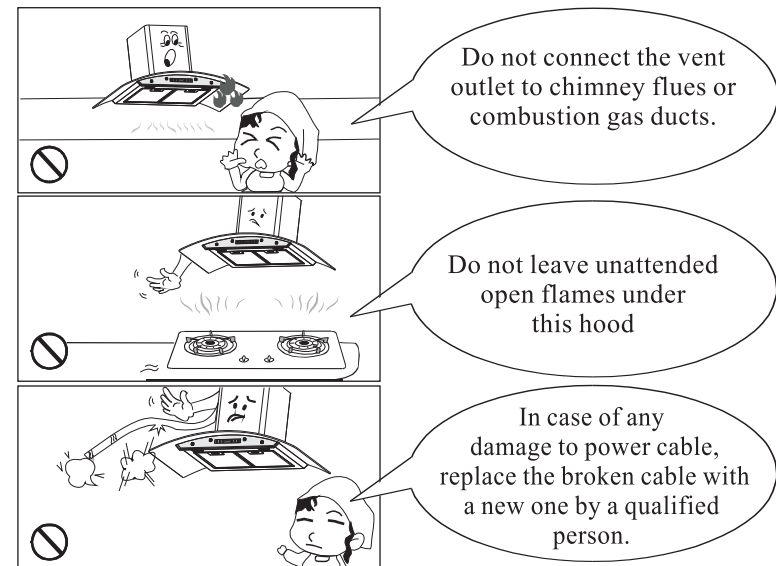 Do not connect the vent
outlet to chimney flues or
combustion gas ducts.
Do not leave unattended
open flames under
this hood
In case of any
damage to power cable,
replace the broken cable with
a new one by a qualified
person.